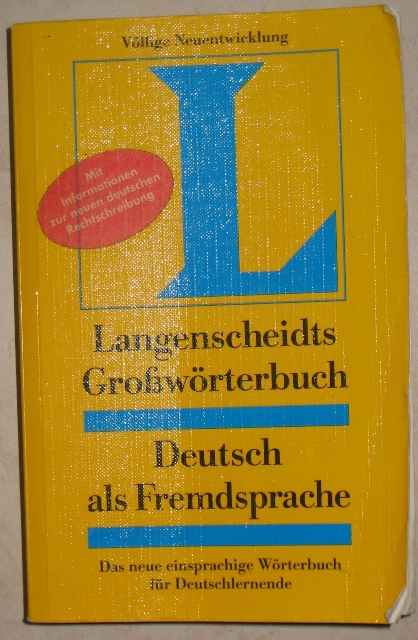 Völlige Neuentwicklung
L
Mit
Informationen
zur neuen deutschen
Rechtschreibung
Langenscheidts
Großwörterbuch
Deutsch
als Fremdsprache
Das neue einsprachige Wörterbuch
für Deutschlernende